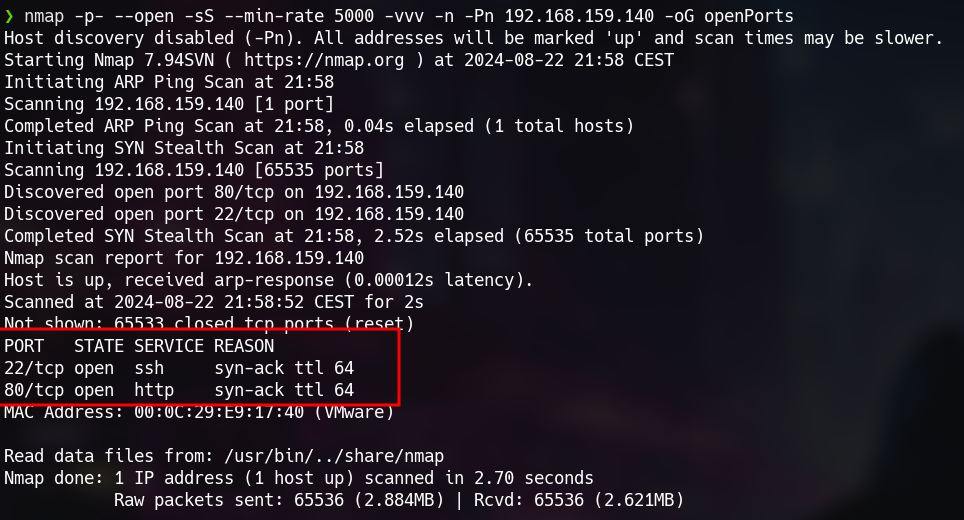 ❯ nmap -p- --open -sS --min-rate 5000 -vvv -n -Pn 192.168.159.140 -oG openPorts
Host discovery disabled (-Pn). All addresses will be marked 'up' and scan times may be slower.
Starting Nmap 7.94SVN ( https://nmap.org ) at 2024-08-22 21:58 CEST
Initiating ARP Ping Scan at 21:58
Scanning 192.168.159.140 [1 port]
Completed ARP Ping Scan at 21:58, 0.04s elapsed (1 total hosts)
Initiating SYN Stealth Scan at 21:58
Scanning 192.168.159.140 [65535 ports]
Discovered open port 80/tcp on 192.168.159.140
Discovered open port 22/tcp on 192.168.159.140
Completed SYN Stealth Scan at 21:58, 2.52s elapsed (65535 total ports)
Nmap scan report for 192.168.159.140
Host is up, received arp-response (0.00012s latency).
Scanned at 2024-08-22 21:58:52 CEST for 2s
Not shown: 65533 closed tcp ports (reset)
PORT   STATE SERVICE REASON
22/tcp open  ssh     syn-ack ttl 64
80/tcp open  http    syn-ack ttl 64
MAC Address: 00:0C:29:E9:17:40 (VMware)

Read data files from: /usr/bin/../share/nmap
Nmap done: 1 IP address (1 host up) scanned in 2.70 seconds
           Raw packets sent: 65536 (2.884MB) | Rcvd: 65536 (2.621MB)